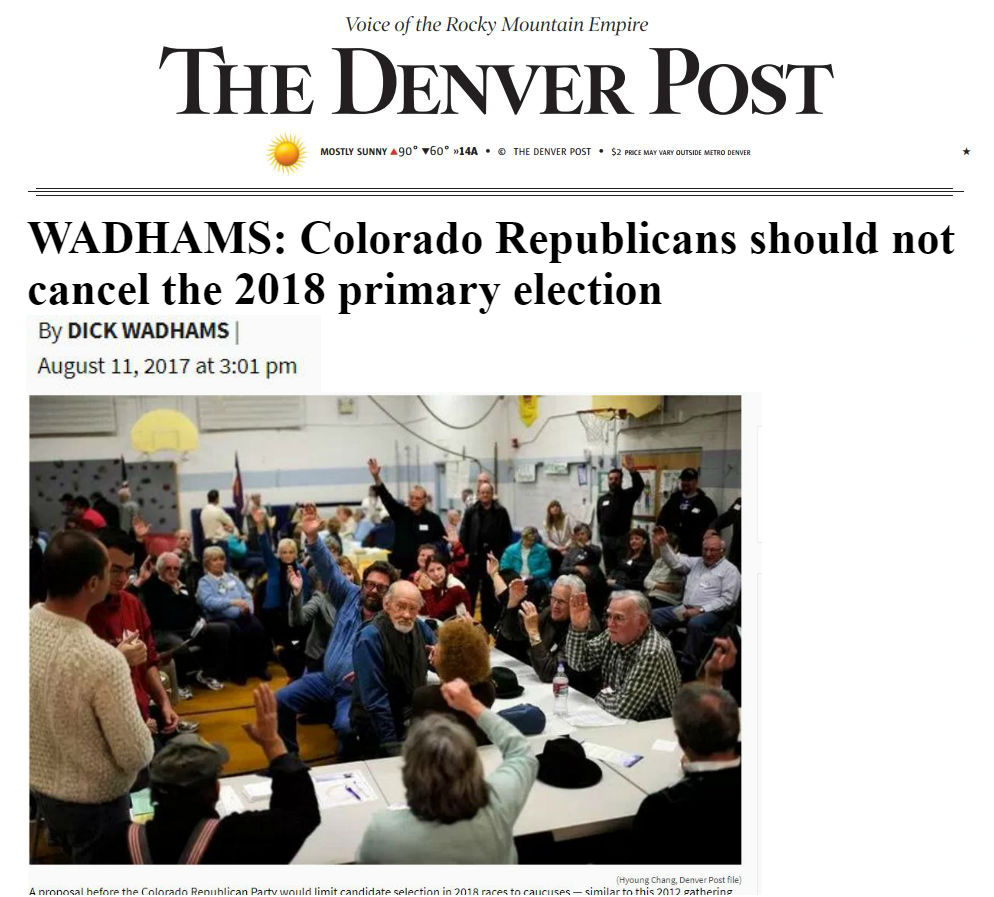 Voice of the Rocky Mountain Empire
THE DENVER POST
MOSTLY SUNNY ▲90° ▼60° »14A • © THE DENVER POST • $2 PRICE MAY VARY OUTSIDE METRO DENVER ★
WADHAMS: Colorado Republicans should not
cancel the 2018 primary election
By DICK WADHAMS |
August 11, 2017 at 3:01 pm
(Hyoung Chang, Denver Post file)
A proposal before the Colorado Republican Party would limit candidate selection in 2018 races to caucuses — similar to this 2012 gathering